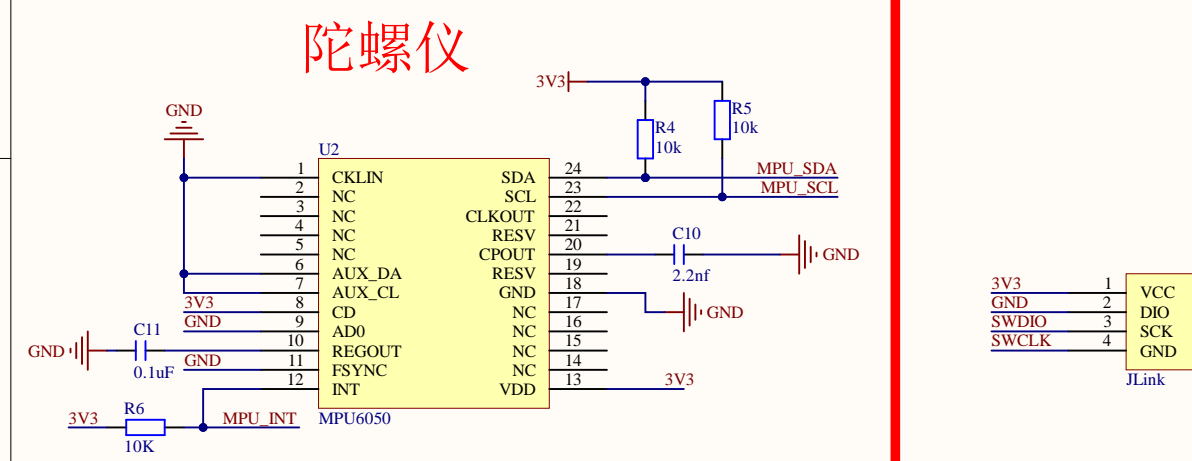 陀螺仪
3V3
GND
R4
10k
R5
10k
U2
1 CKLIN
2 NC
3 NC
4 NC
5 NC
6 AUX_DA
7 AUX_CL
3V3 8 CD
GND 9 AD0
10 REGOUT
GND 11 FSYNC
12 INT
SDA 24 MPU_SDA
SCL 23 MPU_SCL
CLKOUT 22
RESV 21
CPOUT 20
RESV 19
GND 18
NC 17
NC 16
NC 15
NC 14
VDD 13 3V3
C10
2.2nf
GND
GND
GND
C11
0.1uF
3V3
R6
10K
MPU_INT
MPU6050
3V3 1 VCC
GND 2 DIO
SWDIO 3 SCK
SWCLK 4 GND
JLink